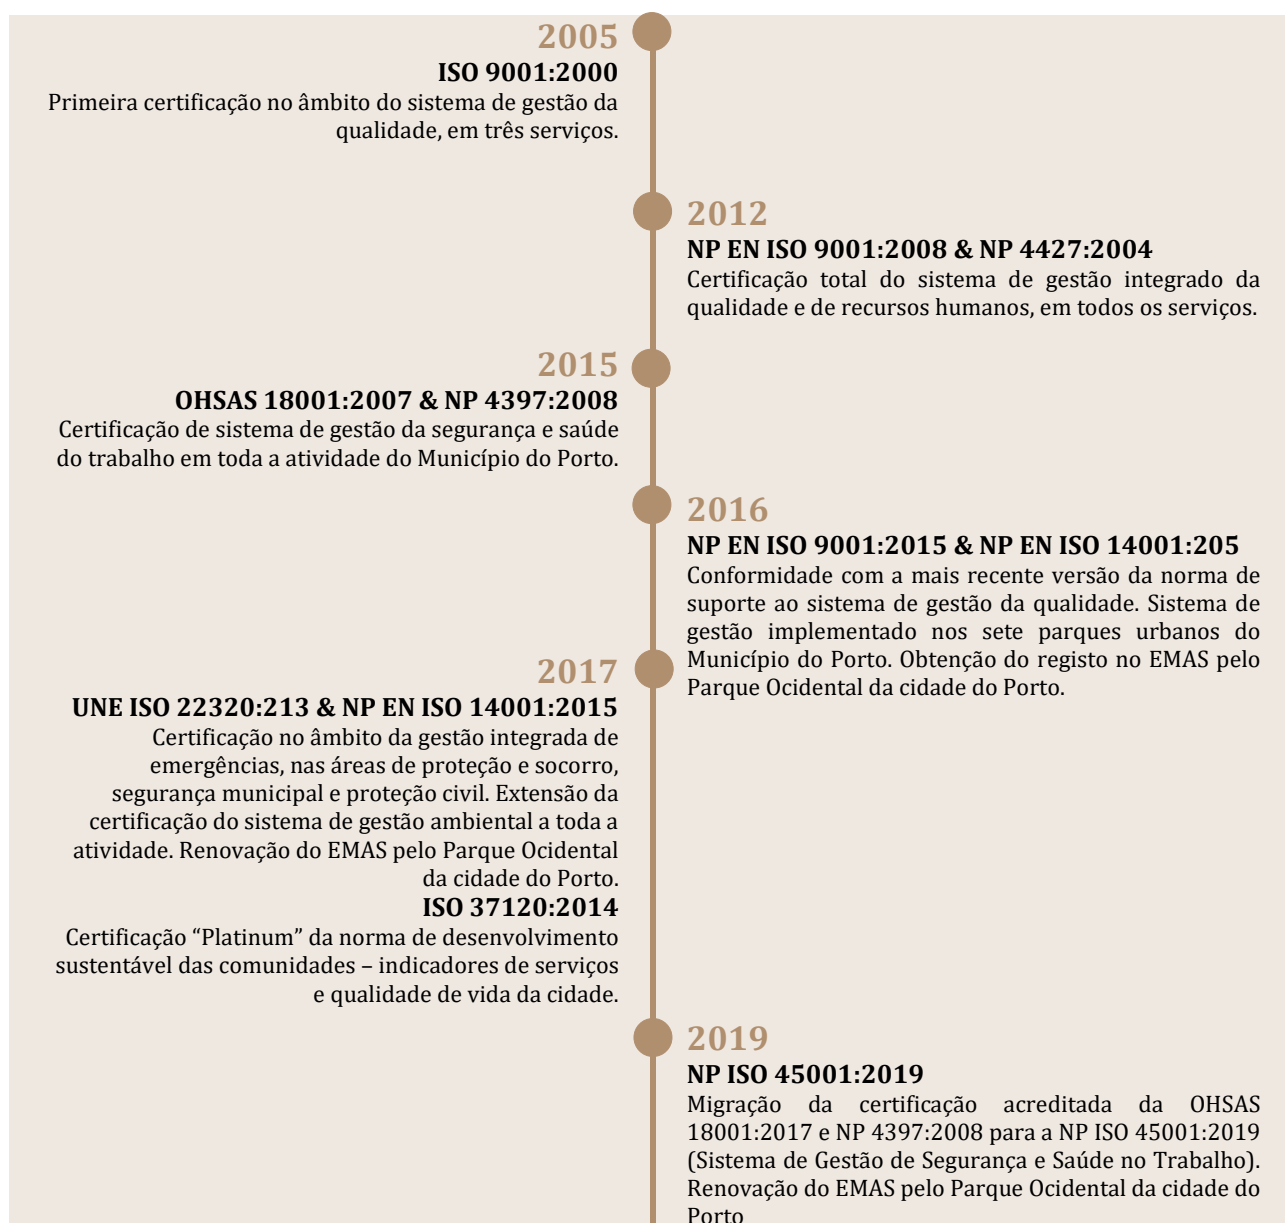 2005
ISO 9001:2000
Primeira certificação no âmbito do sistema de gestão da
qualidade, em três serviços.
2012
NP EN ISO 9001:2008 & NP 4427:2004
Certificação total do sistema de gestão integrado da
qualidade e de recursos humanos, em todos os serviços.
2015
OHSAS 18001:2007 & NP 4397:2008
Certificação de sistema de gestão da segurança e saúde
do trabalho em toda a atividade do Município do Porto.
2016
NP EN ISO 9001:2015 & NP EN ISO 14001:205
Conformidade com a mais recente versão da norma de
suporte ao sistema de gestão da qualidade. Sistema de
gestão implementado nos sete parques urbanos do
Município do Porto. Obtenção do registo no EMAS pelo
Parque Ocidental da cidade do Porto.
2017
UNE ISO 22320:213 & NP EN ISO 14001:2015
Certificação no âmbito da gestão integrada de
emergências, nas áreas de proteção e socorro,
segurança municipal e proteção civil. Extensão da
certificação do sistema de gestão ambiental a toda a
atividade. Renovação do EMAS pelo Parque Ocidental
da cidade do Porto.
ISO 37120:2014
Certificação “Platinum” da norma de desenvolvimento
sustentável das comunidades – indicadores de serviços
e qualidade de vida da cidade.
2019
NP ISO 45001:2019
Migração da certificação acreditada da OHSAS
18001:2017 e NP 4397:2008 para a NP ISO 45001:2019
(Sistema de Gestão de Segurança e Saúde no Trabalho).
Renovação do EMAS pelo Parque Ocidental da cidade do
Porto